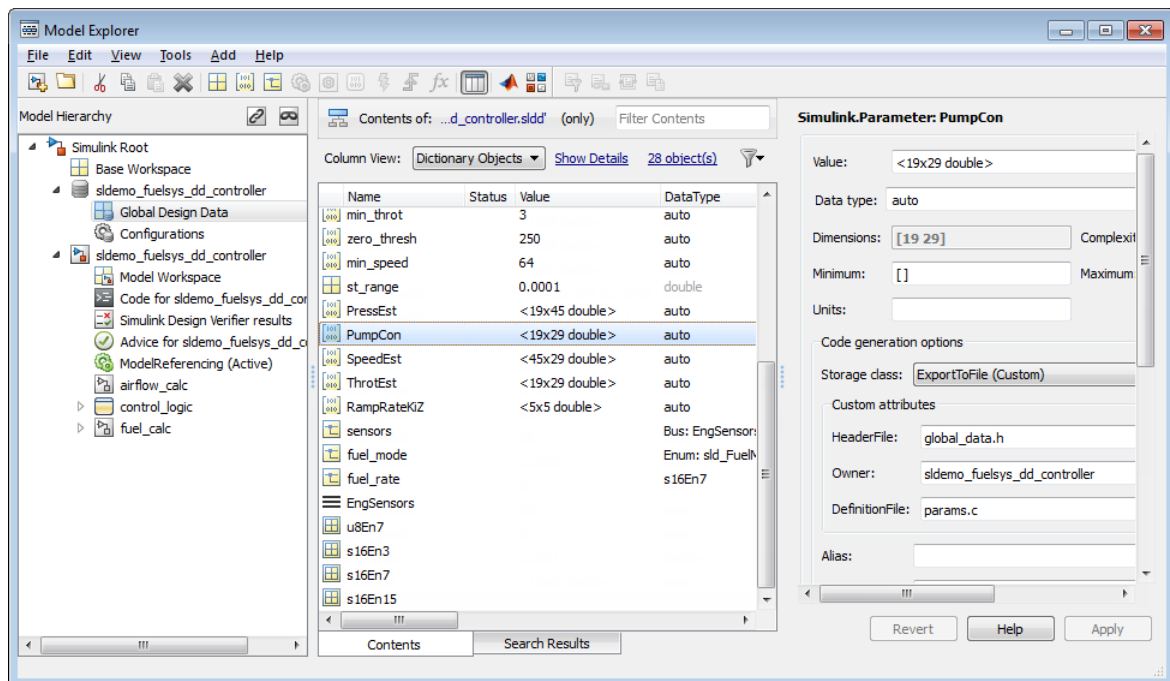 Model Explorer
File Edit View Tools Add Help
fx
Model Hierarchy
Simulink Root
Base Workspace
sldemo_fuelsys_dd_controller
Global Design Data
Configurations
sldemo_fuelsys_dd_controller
Model Workspace
Code for sldemo_fuelsys_dd_cor
Simulink Design Verifier results
Advice for sldemo_fuelsys_dd_c
ModelReferencing (Active)
airflow_calc
control_logic
fuel_calc
Contents of: ...d_controller.sldd' (only) Filter Contents
Column View: Dictionary Objects Show Details 28 object(s)
Name Status Value DataType
min_throt 3 auto
zero_thresh 250 auto
min_speed 64 auto
st_range 0.0001 double
PressEst <19x45 double> auto
PumpCon <19x29 double> auto
SpeedEst <45x29 double> auto
ThrotEst <19x29 double> auto
RampRateKiZ <5x5 double> auto
sensors Bus: EngSensor:
fuel_mode Enum: sld_FuelM
fuel_rate s16En7
EngSensors
u8En7
s16En3
s16En7
s16En15
Contents Search Results
Simulink.Parameter: PumpCon
Value: <19x29 double>
Data type: auto
Dimensions: [19 29] Complexit
Minimum: [ ] Maximum:
Units:
Code generation options
Storage class: ExportToFile (Custom)
Custom attributes
HeaderFile: global_data.h
Owner: sldemo_fuelsys_dd_controller
DefinitionFile: params.c
Alias:
Revert Help Apply